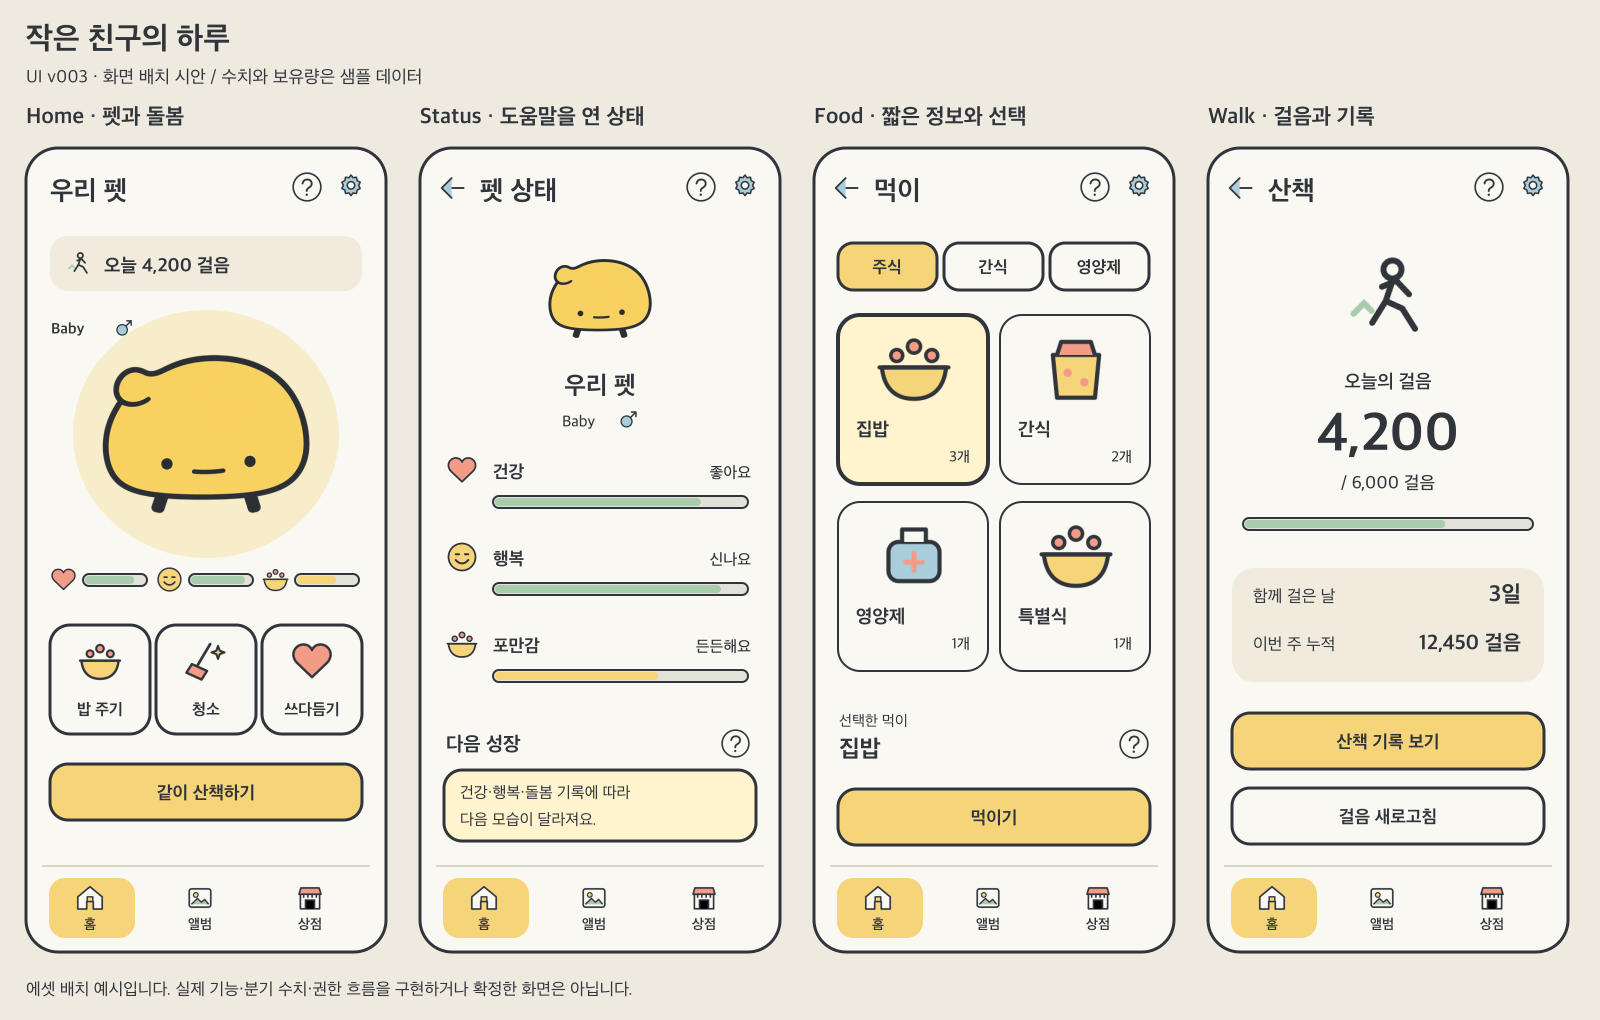 작은 친구의 하루
UI v003 · 화면 배치 시안 / 수치와 보유량은 샘플 데이터
Home · 펫과 돌봄
우리 펫
?
오늘 4,200 걸음
Baby
밥 주기
청소
쓰다듬기
같이 산책하기
홈
앨범
상점
Status · 도움말을 연 상태
펫 상태
?
우리 펫
Baby
건강
좋아요
행복
신나요
포만감
든든해요
다음 성장
?
건강·행복·돌봄 기록에 따라
다음 모습이 달라져요.
홈
앨범
상점
Food · 짧은 정보와 선택
먹이
?
주식
간식
영양제
집밥
3개
간식
2개
영양제
1개
특별식
1개
선택한 먹이
집밥
?
먹이기
홈
앨범
상점
Walk · 걸음과 기록
산책
?
오늘의 걸음
4,200
/ 6,000 걸음
함께 걸은 날
3일
이번 주 누적
12,450 걸음
산책 기록 보기
걸음 새로고침
홈
앨범
상점
에셋 배치 예시입니다. 실제 기능·분기 수치·권한 흐름을 구현하거나 확정한 화면은 아닙니다.